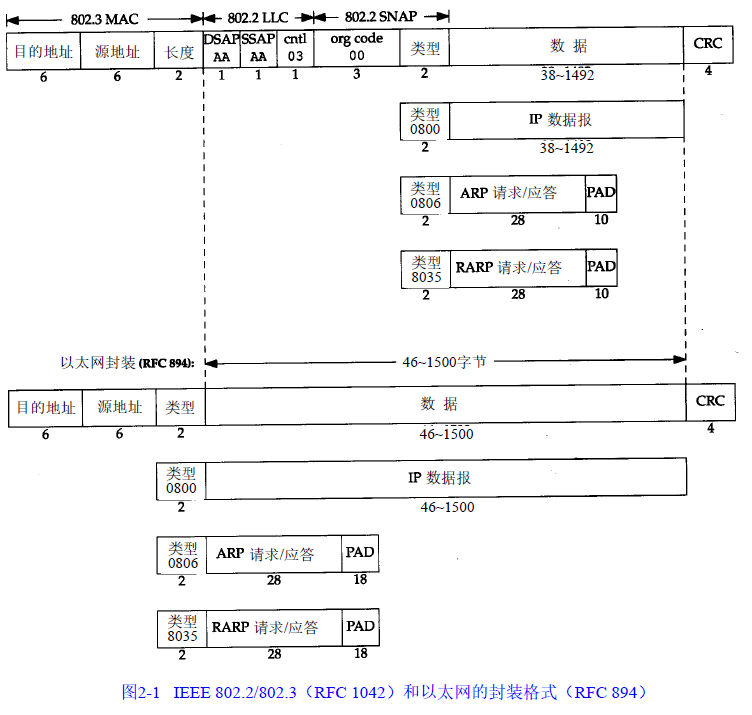 802.3 MAC 802.2 LLC 802.2 SNAP
目的地址 源地址 长度 DSAP AA SSAP AA cntl 03 org code 00 类型 数 据 CRC
6 6 2 1 1 1 3 2 38~1492 4
类型 0800 IP 数据报
2 38~1492
类型 0806 ARP 请求/应答 PAD
2 28 10
类型 8035 RARP 请求/应答 PAD
2 28 10
以太网封装(RFC 894): 46~1500字节
目的地址 源地址 类型 数 据 CRC
6 6 2 46~1500 4
类型 0800 IP 数据报
2 46~1500
类型 0806 ARP 请求/应答 PAD
2 28 18
类型 8035 RARP 请求/应答 PAD
2 28 18
图2-1 IEEE 802.2/802.3（RFC 1042）和以太网的封装格式（RFC 894）